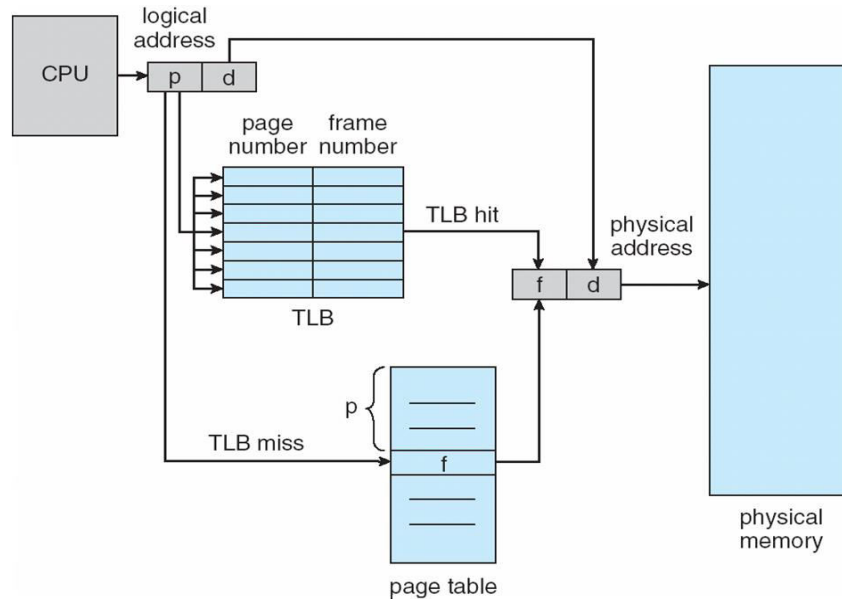 logical
address
CPU
p d
page frame
number number
TLB hit
physical
address
f d
TLB
p
TLB miss
f
physical
memory
page table